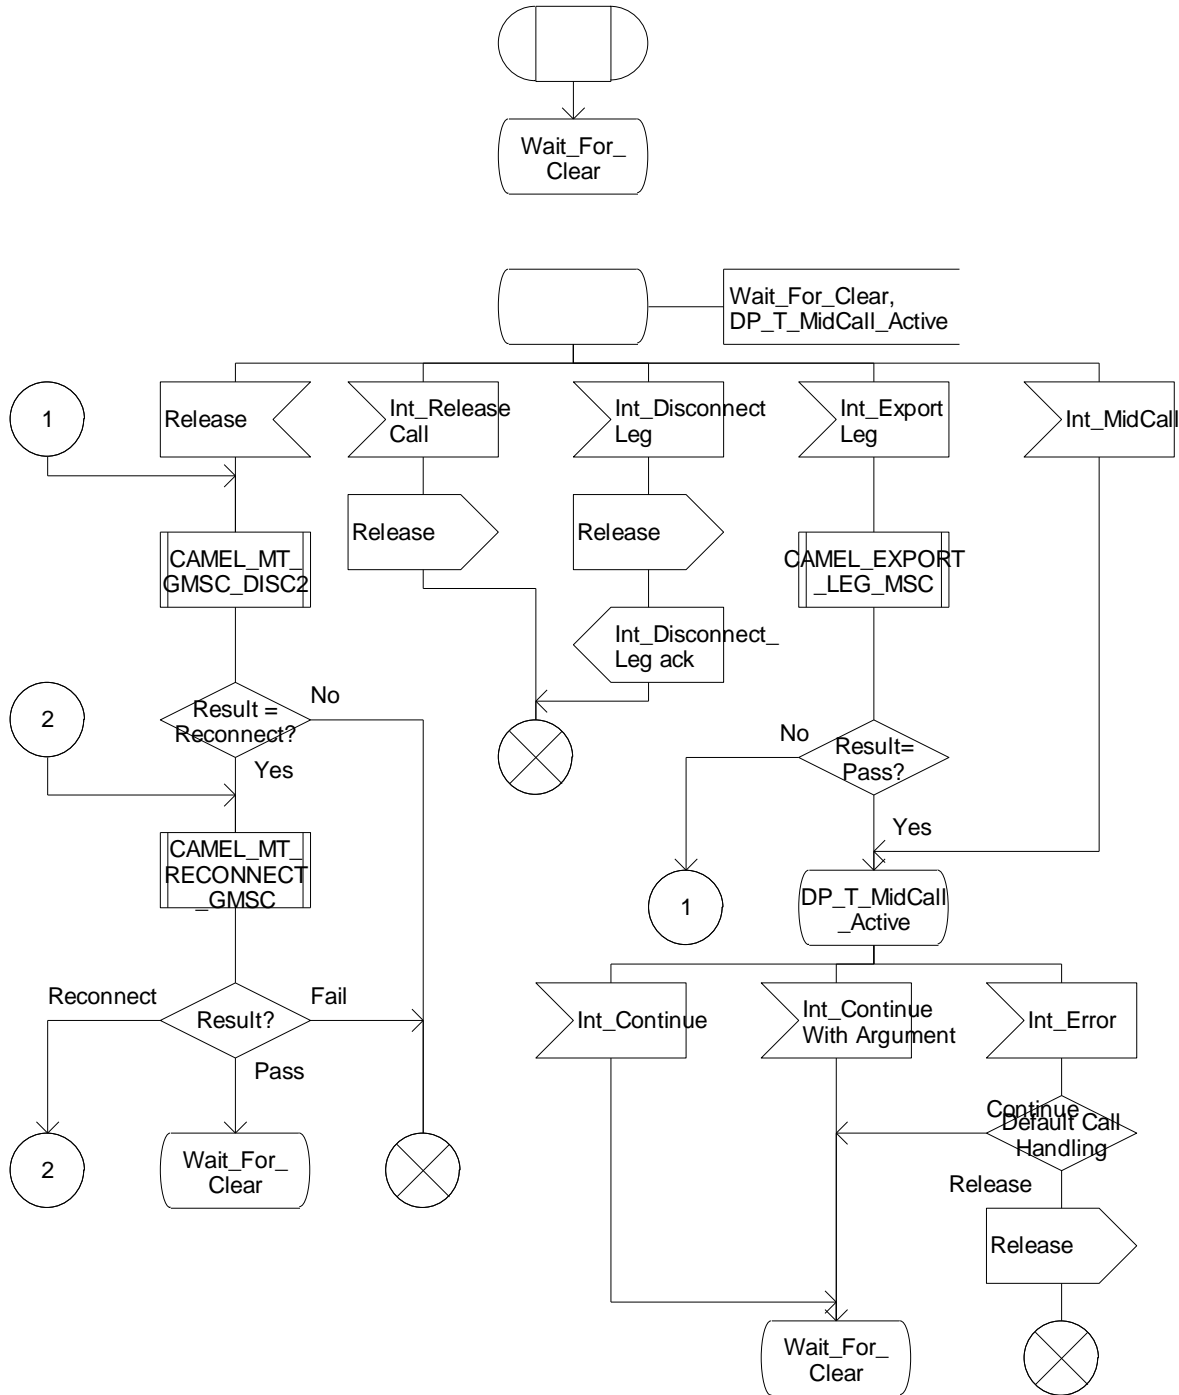 Wait_For_
Clear
Wait_For_Clear,
DP_T_MidCall_Active
1
Release
Int_Release
Call
Int_Disconnect
Leg
Int_Export
Leg
Int_MidCall
Release
Release
CAMEL_MT_
GMSC_DISC2
CAMEL_EXPORT
_LEG_MSC
Int_Disconnect_
Leg ack
2
Result =
Reconnect?
No
Yes
No
Result=
Pass?
Yes
CAMEL_MT_
RECONNECT
_GMSC
1
DP_T_MidCall
_Active
Reconnect
Result?
Fail
Pass
Int_Continue
Int_Continue
With Argument
Int_Error
Continue
Default Call
Handling
Release
2
Wait_For_
Clear
Release
Wait_For_
Clear